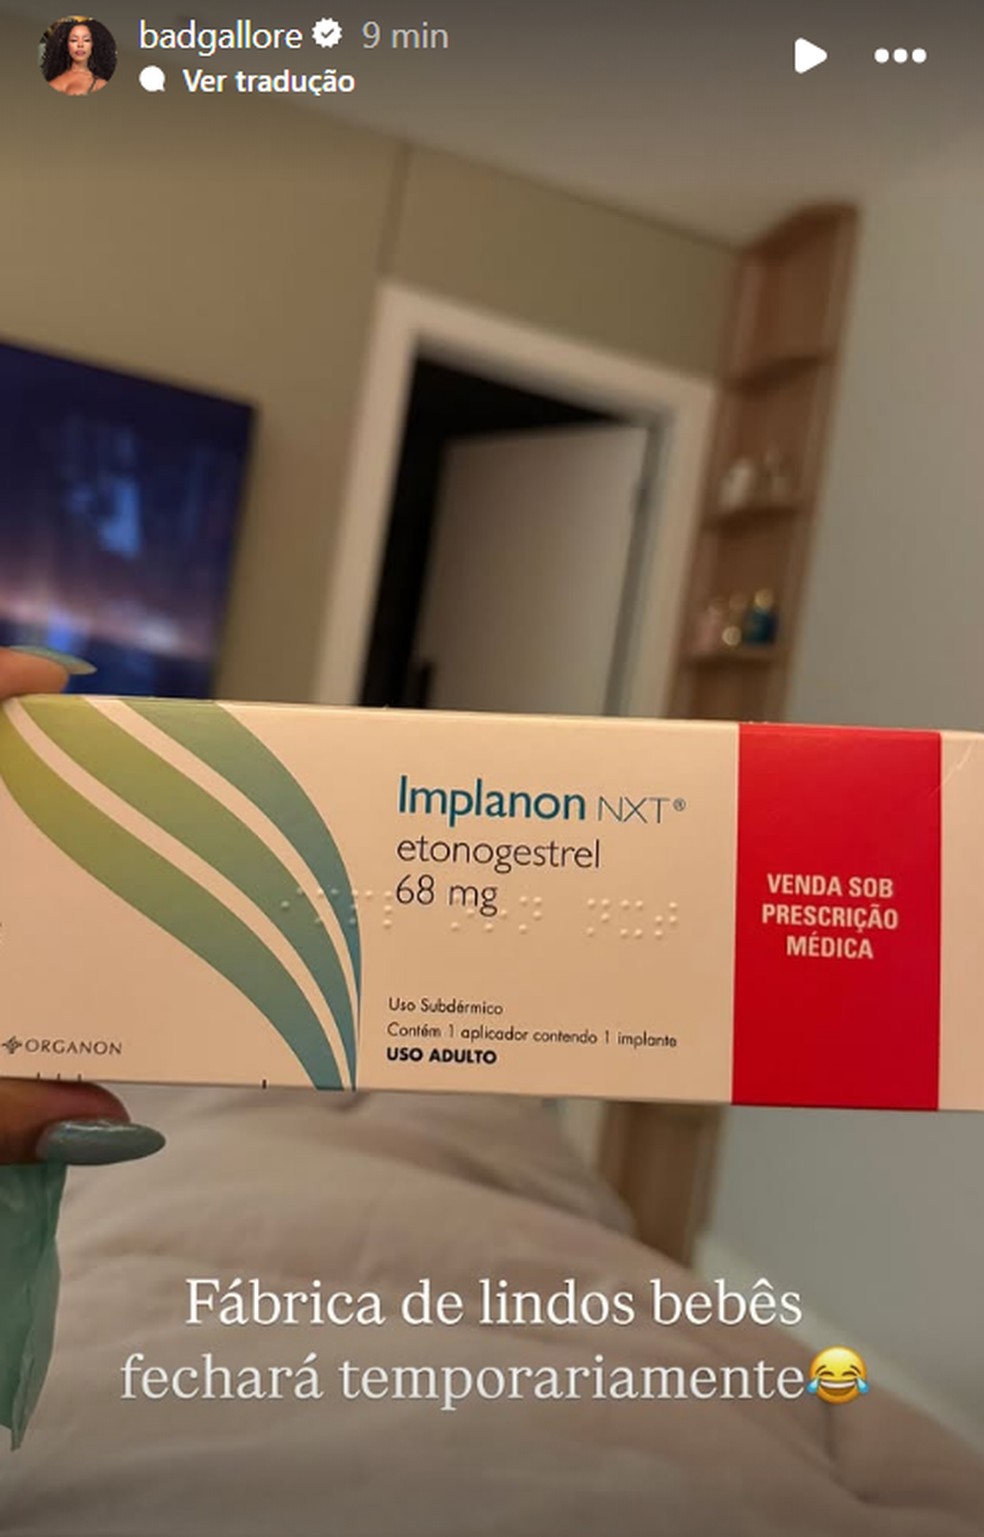 badgallore 9 min
Ver tradução
Implanon NXT®
etonogestrel
68 mg
VENDA SOB
PRESCRIÇÃO
MÉDICA
Uso Subdérmico
Contém 1 aplicador contendo 1 implante
USO ADULTO
ORGANON
Fábrica de lindos bebês
fechará temporariamente😂